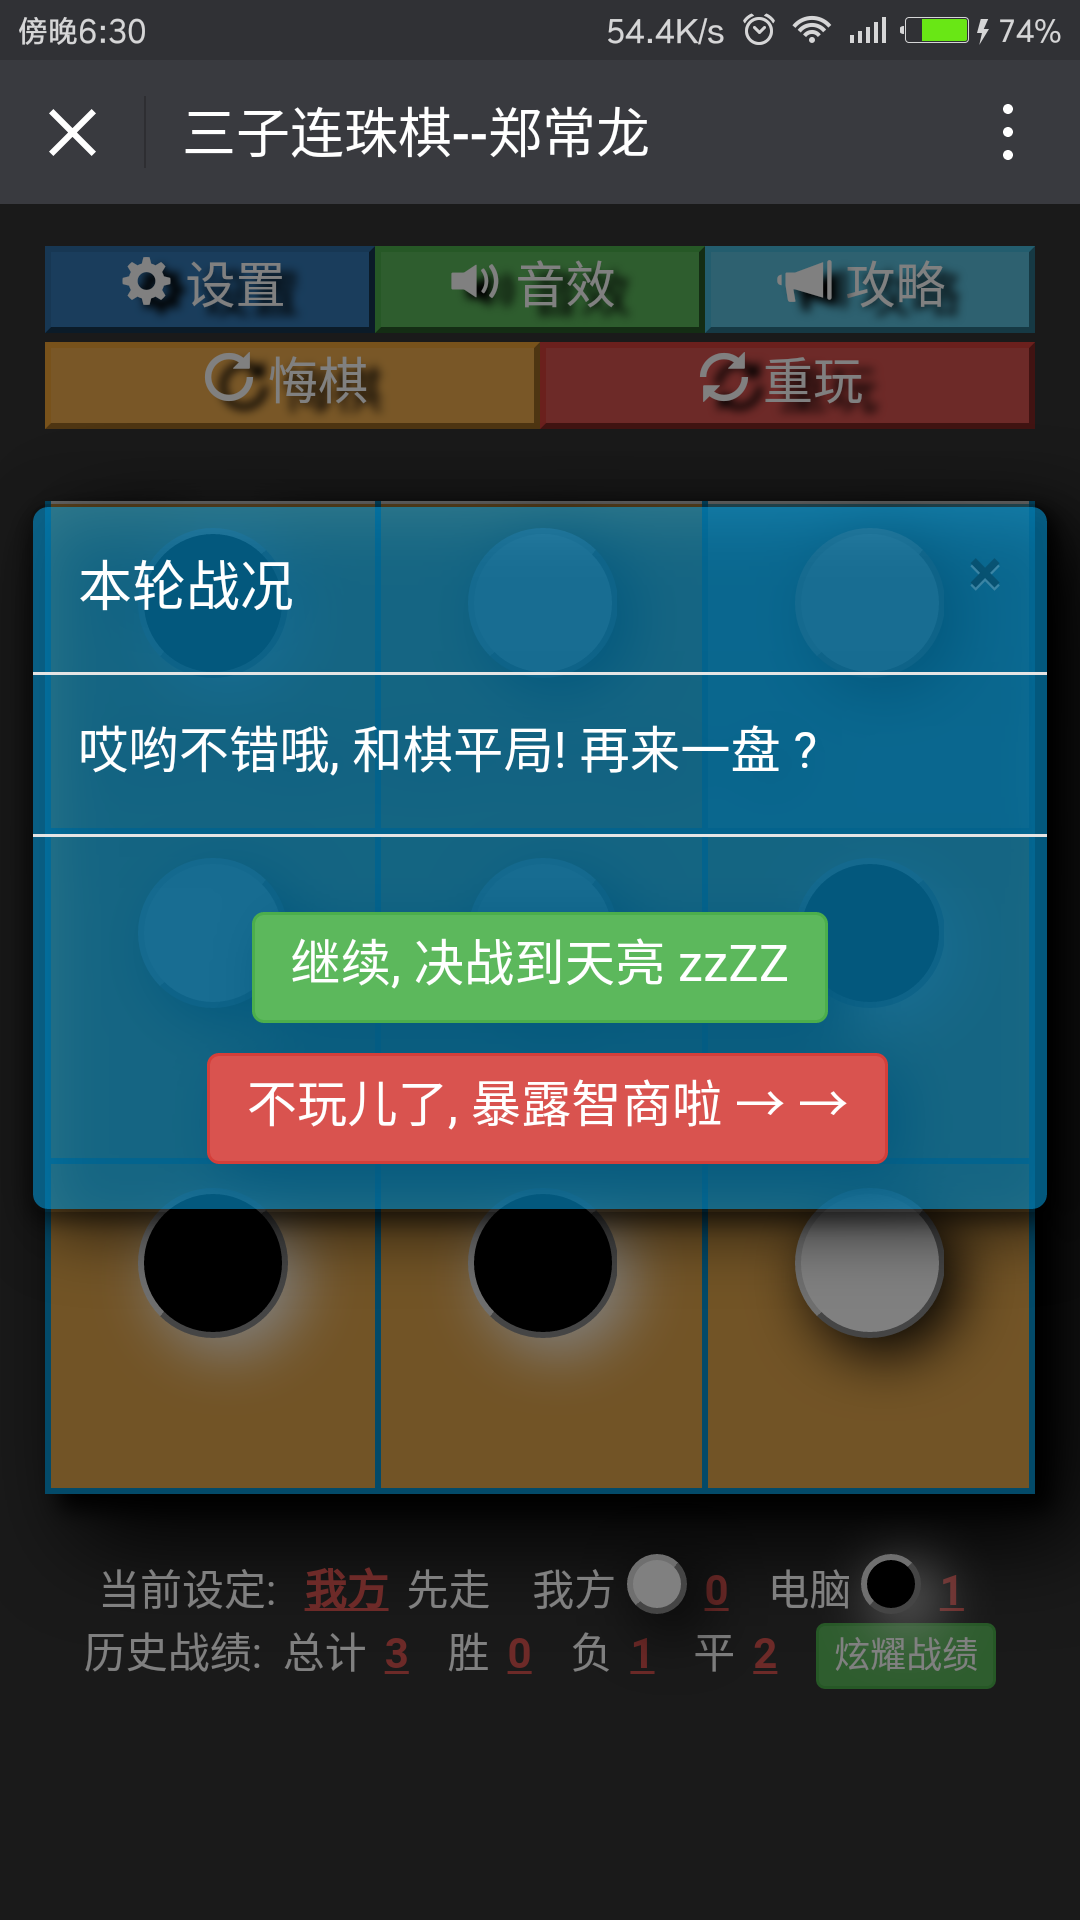 傍晚6:30 54.4K/s 74%
三子连珠棋--郑常龙
设置 音效 攻略
悔棋 重玩
本轮战况 ×
哎哟不错哦, 和棋平局! 再来一盘 ?
继续, 决战到天亮 zzZZ
不玩儿了, 暴露智商啦 → →
当前设定: 我方 先走 我方 0 电脑 1
历史战绩: 总计 3 胜 0 负 1 平 2 炫耀战绩